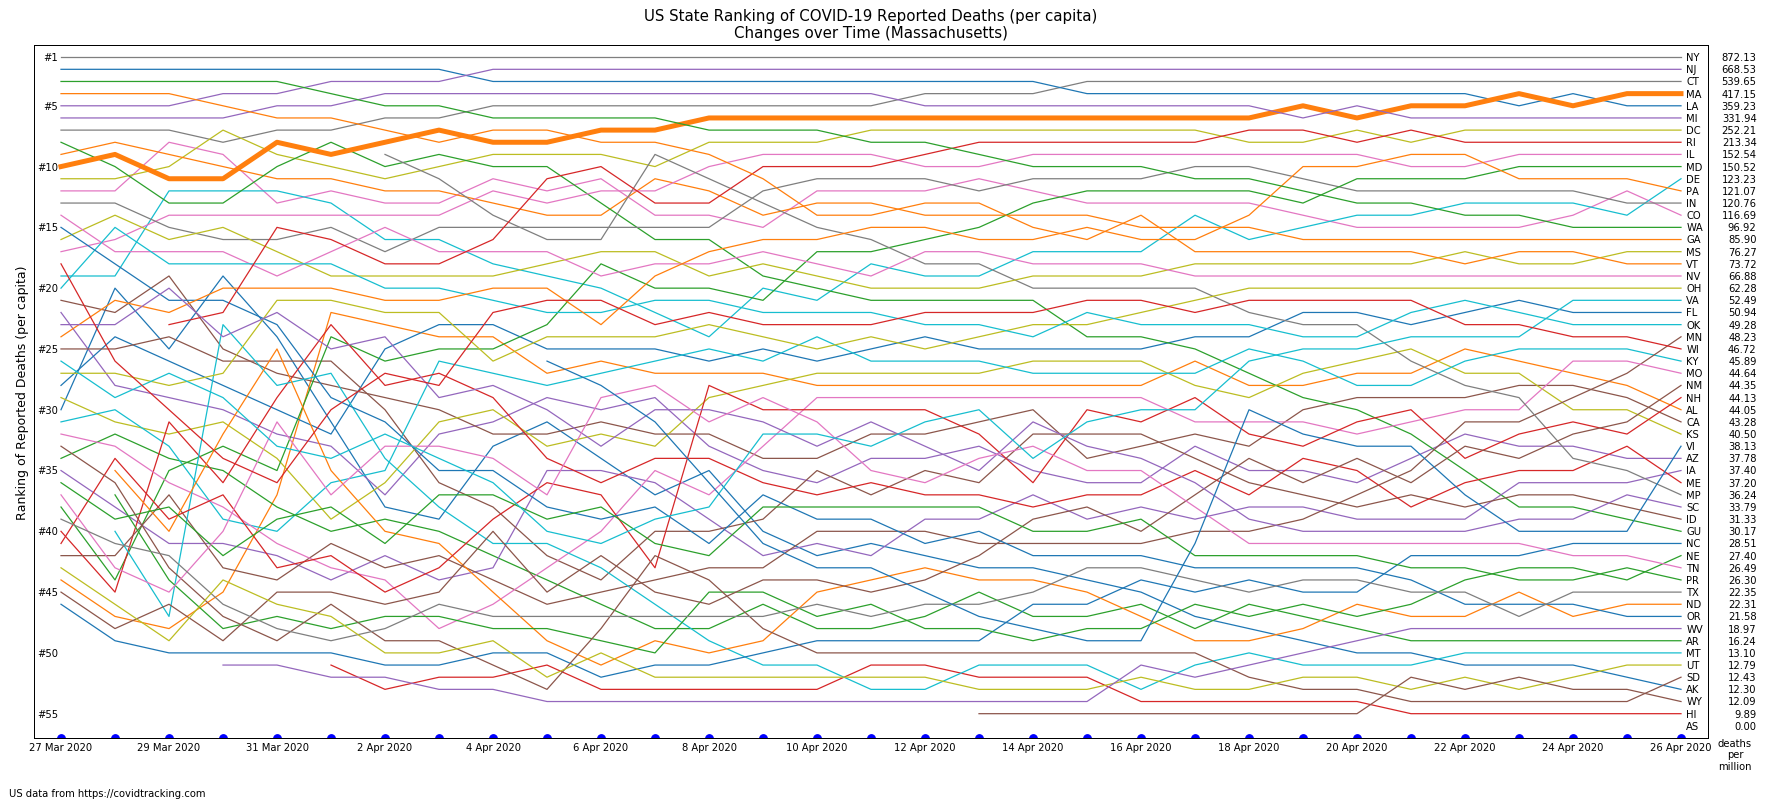 US State Ranking of COVID-19 Reported Deaths (per capita)
Changes over Time (Massachusetts)
Ranking of Reported Deaths (per capita)
#1
#5
#10
#15
#20
#25
#30
#35
#40
#45
#50
#55
NY 872.13
NJ 668.53
CT 539.65
MA 417.15
LA 359.23
MI 331.94
DC 252.21
RI 213.34
IL 152.54
MD 150.52
DE 123.23
PA 121.07
IN 120.76
CO 116.69
WA 96.92
GA 85.90
MS 76.27
VT 73.72
NV 66.88
OH 62.28
VA 52.49
FL 50.94
OK 49.28
MN 48.23
WI 46.72
KY 45.89
MO 44.64
NM 44.35
NH 44.13
AL 44.05
CA 43.28
KS 40.50
VI 38.13
AZ 37.78
IA 37.40
ME 37.20
MP 36.24
SC 33.79
ID 31.33
GU 30.17
NC 28.51
NE 27.40
TN 26.49
PR 26.30
TX 22.35
ND 22.31
OR 21.58
WV 18.97
AR 16.24
MT 13.10
UT 12.79
SD 12.43
AK 12.30
WY 12.09
HI 9.89
AS 0.00
27 Mar 2020 29 Mar 2020 31 Mar 2020 2 Apr 2020 4 Apr 2020 6 Apr 2020 8 Apr 2020 10 Apr 2020 12 Apr 2020 14 Apr 2020 16 Apr 2020 18 Apr 2020 20 Apr 2020 22 Apr 2020 24 Apr 2020 26 Apr 2020
deaths
per
million
US data from https://covidtracking.com